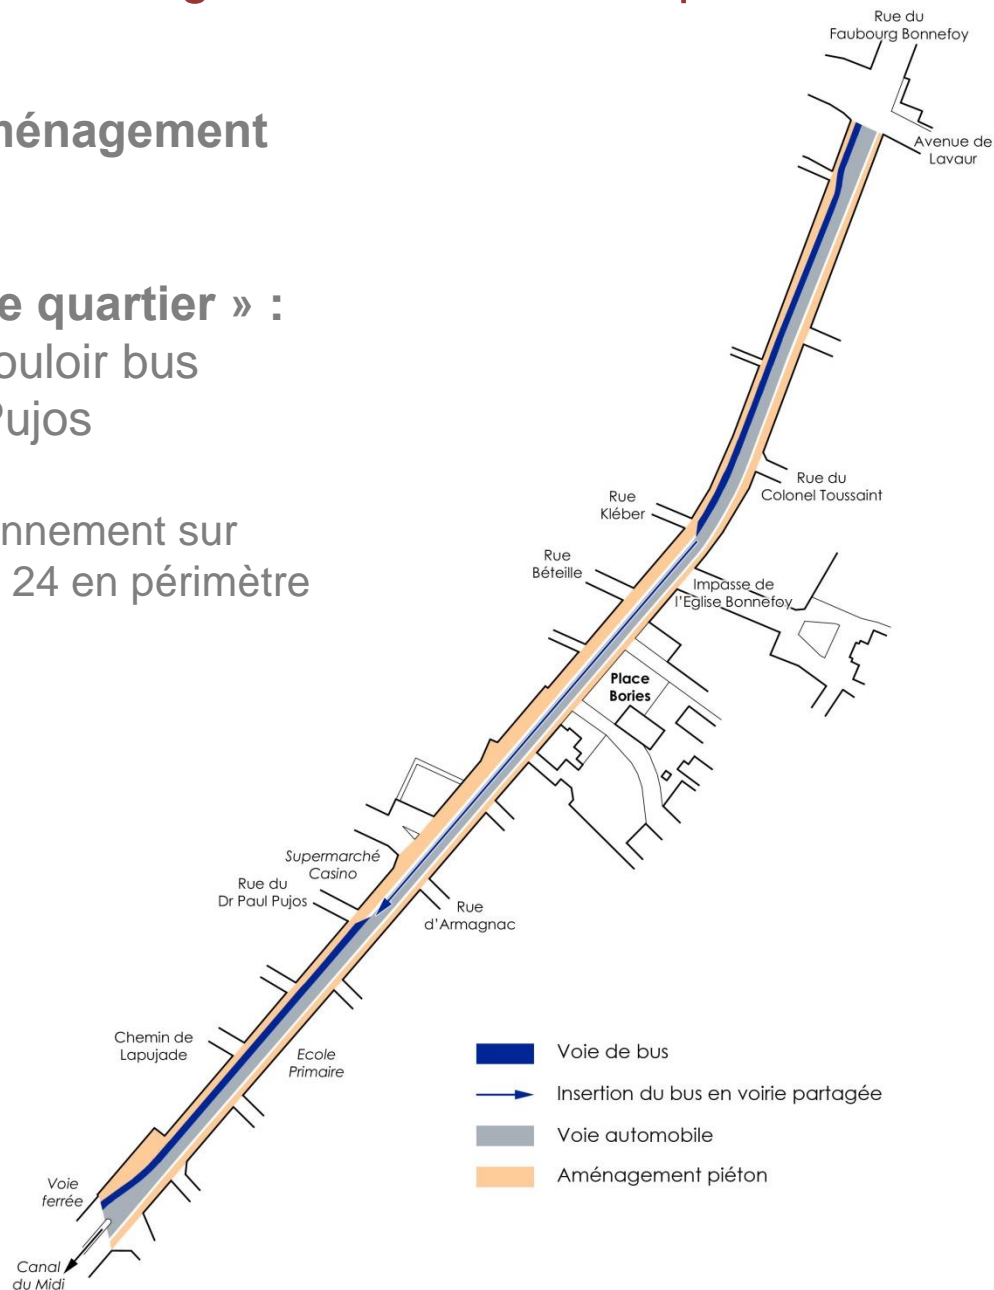 Rue du
Faubourg Bonnefoy
ménagement
Avenue de
Lavaur
e quartier » :
ouloir bus
Pujos
Rue du
Colonel Toussaint
Rue
Kléber
nnement sur
24 en périmètre
Rue
Béteille
Impasse de
l'Eglise Bonnefoy
Place
Bories
Supermarché
Casino
Rue du
Dr Paul Pujos
Rue
d'Armagnac
Chemin de
Lapujade
Ecole
Primaire
Voie de bus
Insertion du bus en voirie partagée
Voie automobile
Aménagement piéton
Voie
ferrée
Canal
du Midi